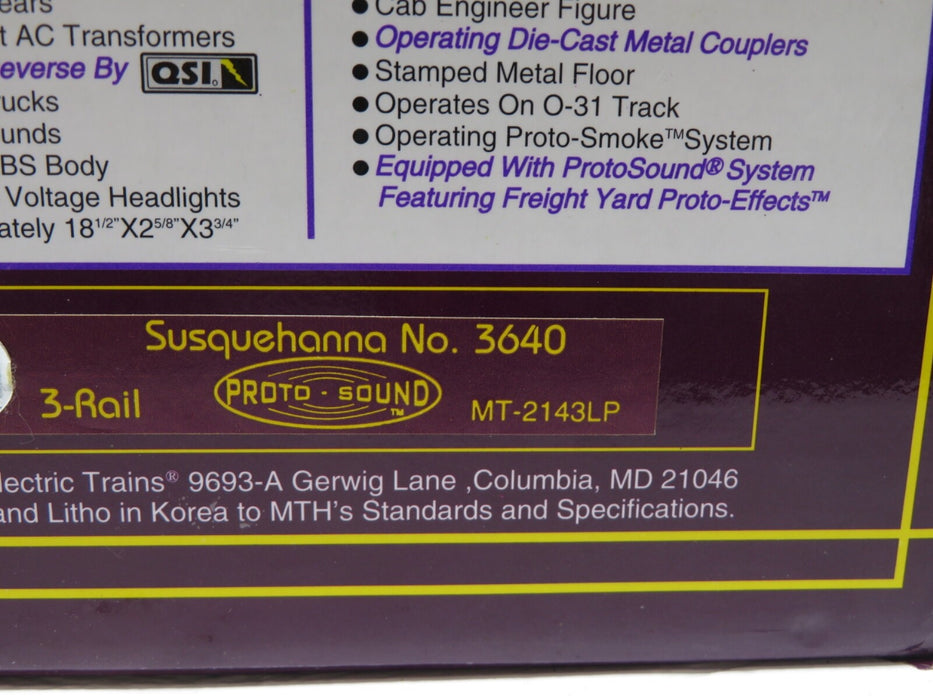 Cab Engineer Figure
t AC Transformers
Operating Die-Cast Metal Couplers
everse By QSI
Stamped Metal Floor
ucks
Operates On O-31 Track
unds
Operating Proto-Smoke™System
BS Body
Equipped With ProtoSound® System
Voltage Headlights
Featuring Freight Yard Proto-Effects™
ately 18 1/2"X2 5/8"X3 3/4"
Susquehanna No. 3640
3-Rail
PROTO - SOUND™
MT-2143LP
lectric Trains® 9693-A Gerwig Lane ,Columbia, MD 21046
and Litho in Korea to MTH's Standards and Specifications.